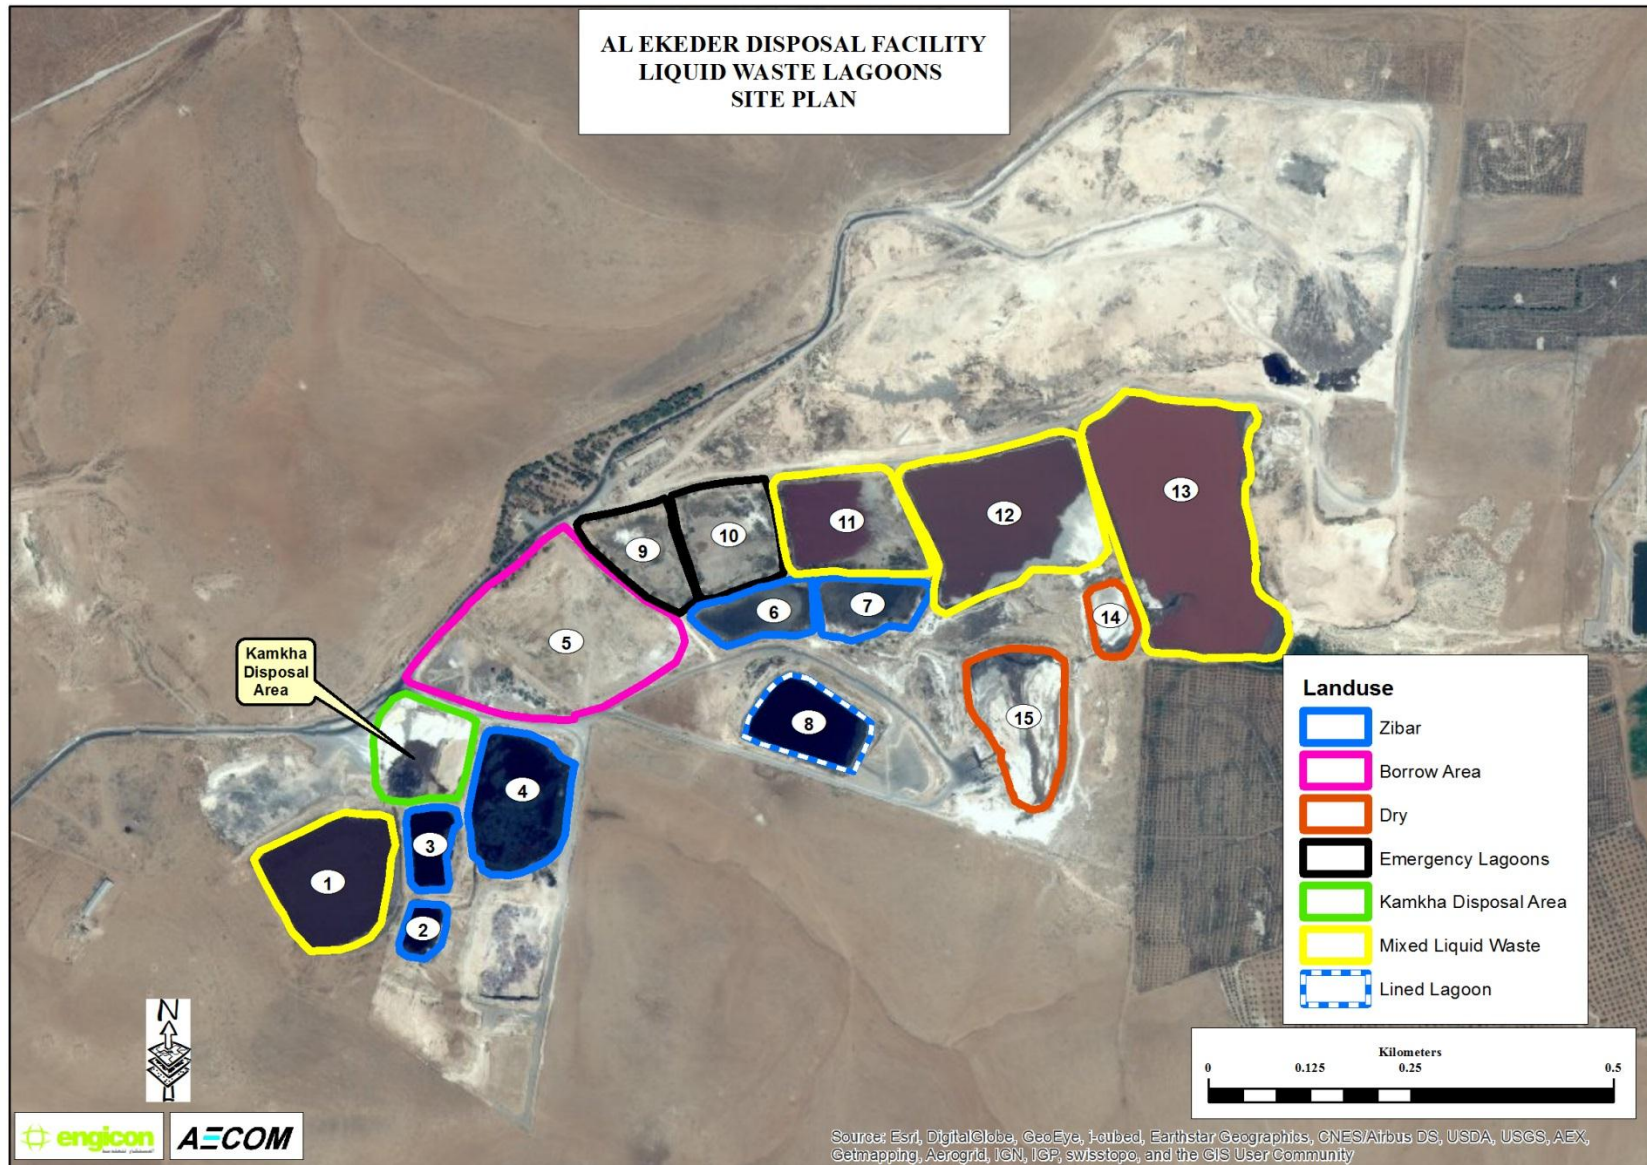 AL EKEDER DISPOSAL FACILITY
LIQUID WASTE LAGOONS
SITE PLAN
13
12
11
10
9
14
7
6
5
Kamkha
Disposal
Area
15
8
4
3
1
2
Landuse
Zibar
Borrow Area
Dry
Emergency Lagoons
Kamkha Disposal Area
Mixed Liquid Waste
Lined Lagoon
N
Kilometers
0 0.125 0.25 0.5
engicon
AECOM
Source: Esri, DigitalGlobe, GeoEye, i-cubed, Earthstar Geographics, CNES/Airbus DS, USDA, USGS, AEX,
Getmapping, Aerogrid, IGN, IGP, swisstopo, and the GIS User Community